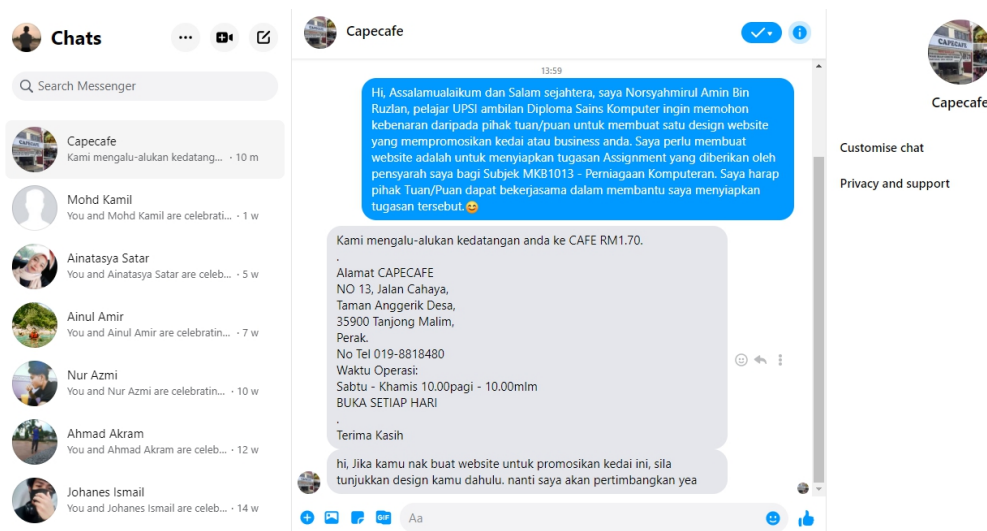 Chats
Search Messenger
Capecafe
Kami mengalu-alukan kedatang... · 10 m
Mohd Kamil
You and Mohd Kamil are celebrati... · 1 w
Ainatasya Satar
You and Ainatasya Satar are celeb... · 5 w
Ainul Amir
You and Ainul Amir are celebratin... · 7 w
Nur Azmi
You and Nur Azmi are celebratin... · 10 w
Ahmad Akram
You and Ahmad Akram are celeb... · 12 w
Johanes Ismail
You and Johanes Ismail are celeb... · 14 w
Capecafe
13:59
Hi, Assalamualaikum dan Salam sejahtera, saya Norsyahmirul Amin Bin
Ruzlan, pelajar UPSI ambilan Diploma Sains Komputer ingin memohon
kebenaran daripada pihak tuan/puan untuk membuat satu design website
yang mempromosikan kedai atau business anda. Saya perlu membuat
website adalah untuk menyiapkan tugasan Assignment yang diberikan oleh
pensyarah saya bagi Subjek MKB1013 - Perniagaan Komputeran. Saya harap
pihak Tuan/Puan dapat bekerjasama dalam membantu saya menyiapkan
tugasan tersebut.😊
Kami mengalu-alukan kedatangan anda ke CAFE RM1.70.
.
Alamat CAPECAFE
NO 13, Jalan Cahaya,
Taman Anggerik Desa,
35900 Tanjong Malim,
Perak.
No Tel 019-8818480
Waktu Operasi:
Sabtu - Khamis 10.00pagi - 10.00mlm
BUKA SETIAP HARI
.
Terima Kasih
hi, Jika kamu nak buat website untuk promosikan kedai ini, sila
tunjukkan design kamu dahulu. nanti saya akan pertimbangkan yea
GIF
Aa
CAPECAFE
Capecafe
Customise chat
Privacy and support